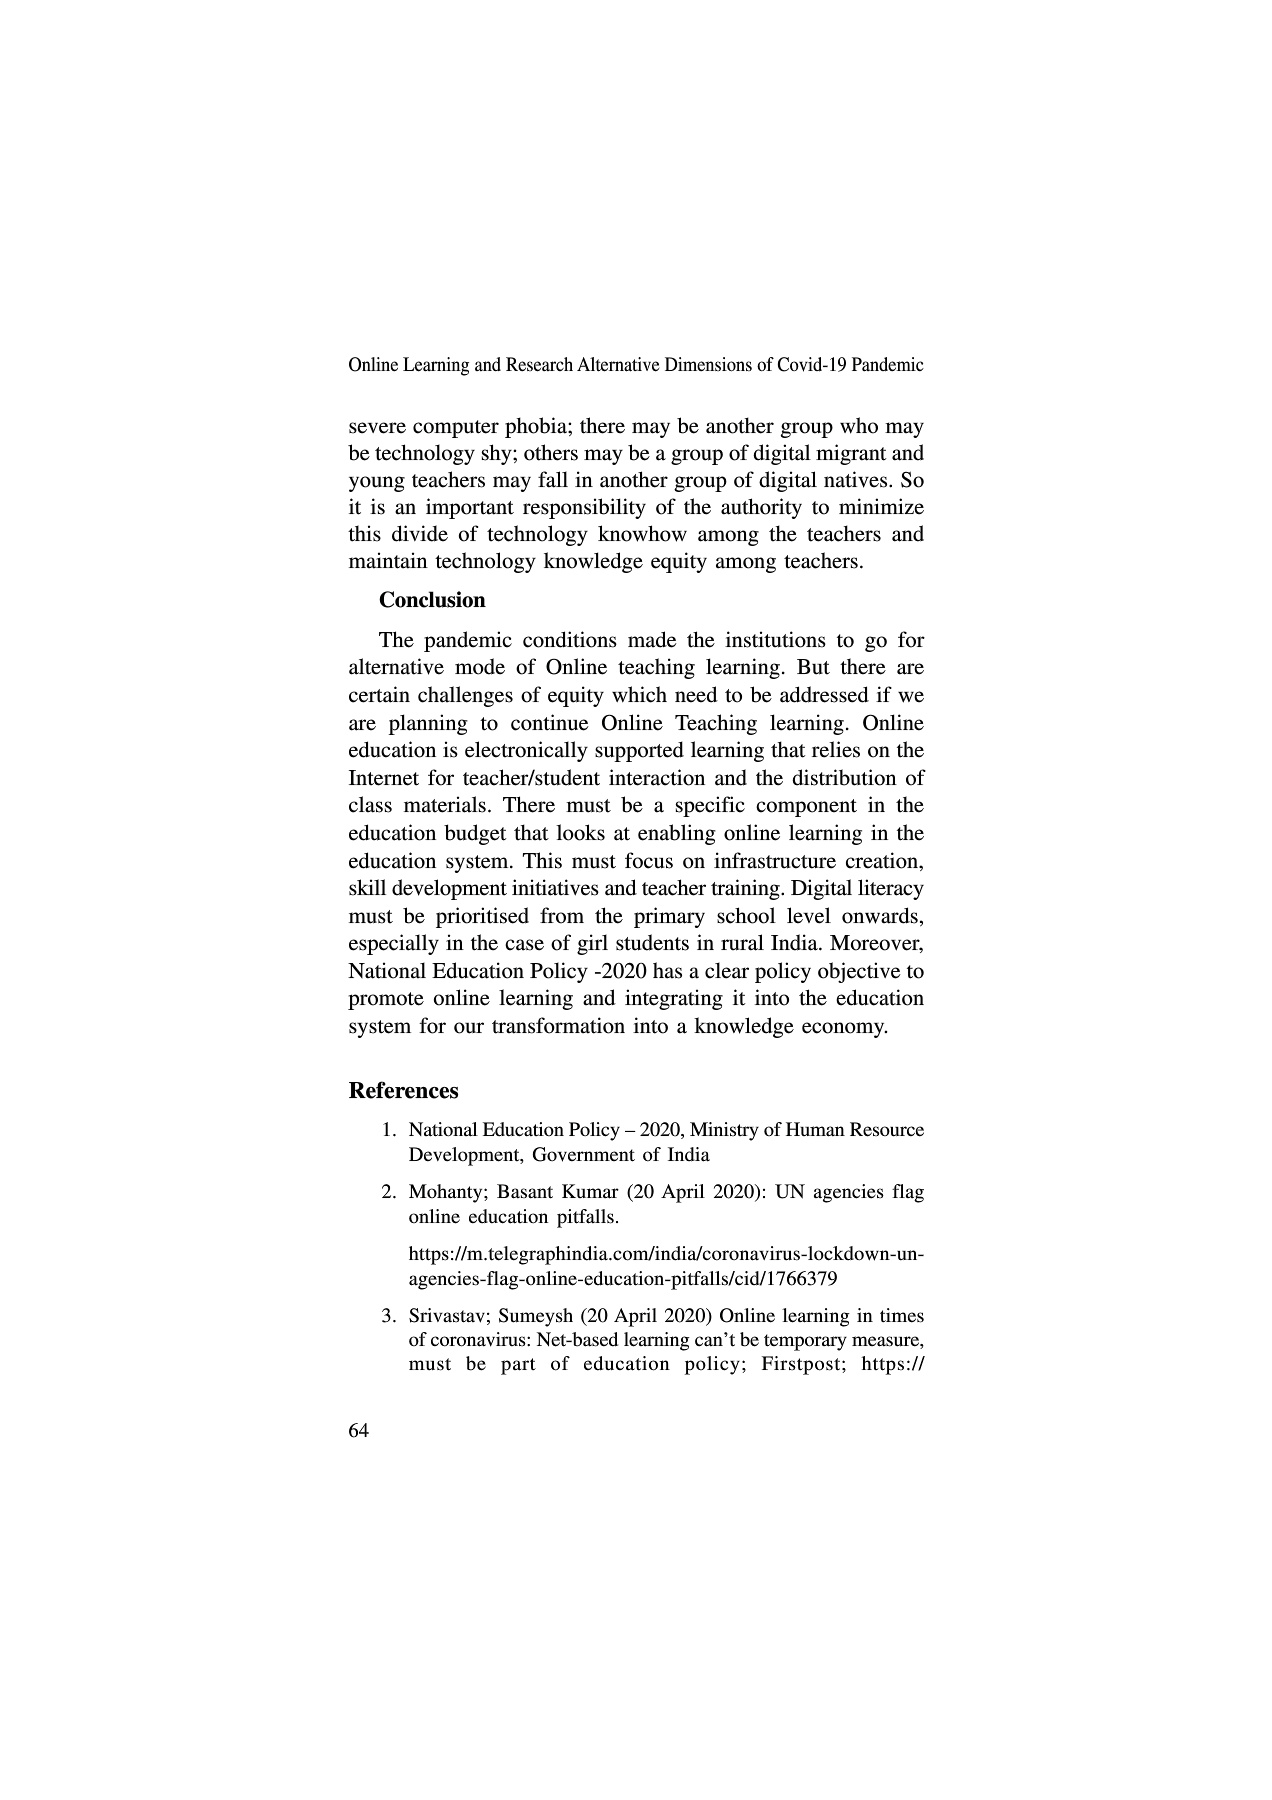 Online Learning and Research Alternative Dimensions of Covid-19 Pandemic
severe computer phobia; there may be another group who may
be technology shy; others may be a group of digital migrant and
young teachers may fall in another group of digital natives. So
it is an important responsibility of the authority to minimize
this divide of technology knowhow among the teachers and
maintain technology knowledge equity among teachers.
Conclusion
The pandemic conditions made the institutions to go for
alternative mode of Online teaching learning. But there are
certain challenges of equity which need to be addressed if we
are planning to continue Online Teaching learning. Online
education is electronically supported learning that relies on the
Internet for teacher/student interaction and the distribution of
class materials. There must be a specific component in the
education budget that looks at enabling online learning in the
education system. This must focus on infrastructure creation,
skill development initiatives and teacher training. Digital literacy
must be prioritised from the primary school level onwards,
especially in the case of girl students in rural India. Moreover,
National Education Policy -2020 has a clear policy objective to
promote online learning and integrating it into the education
system for our transformation into a knowledge economy.
References
1. National Education Policy – 2020, Ministry of Human Resource
Development, Government of India
2. Mohanty; Basant Kumar (20 April 2020): UN agencies flag
online education pitfalls.
https://m.telegraphindia.com/india/coronavirus-lockdown-un-
agencies-flag-online-education-pitfalls/cid/1766379
3. Srivastav; Sumeysh (20 April 2020) Online learning in times
of coronavirus: Net-based learning can’t be temporary measure,
must be part of education policy; Firstpost; https://
64